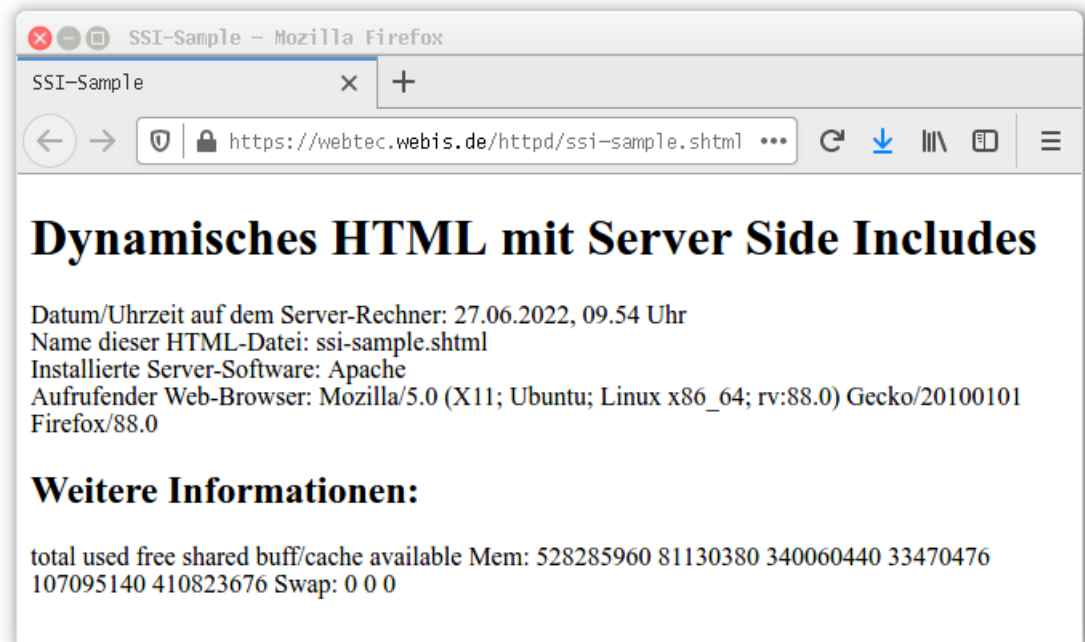 SSI-Sample - Mozilla Firefox
SSI-Sample
https://webtec.webis.de/httpd/ssi-sample.shtml
Dynamisches HTML mit Server Side Includes
Datum/Uhrzeit auf dem Server-Rechner: 27.06.2022, 09.54 Uhr
Name dieser HTML-Datei: ssi-sample.shtml
Installierte Server-Software: Apache
Aufrufender Web-Browser: Mozilla/5.0 (X11; Ubuntu; Linux x86_64; rv:88.0) Gecko/20100101
Firefox/88.0
Weitere Informationen:
total used free shared buff/cache available Mem: 528285960 81130380 340060440 33470476
107095140 410823676 Swap: 0 0 0